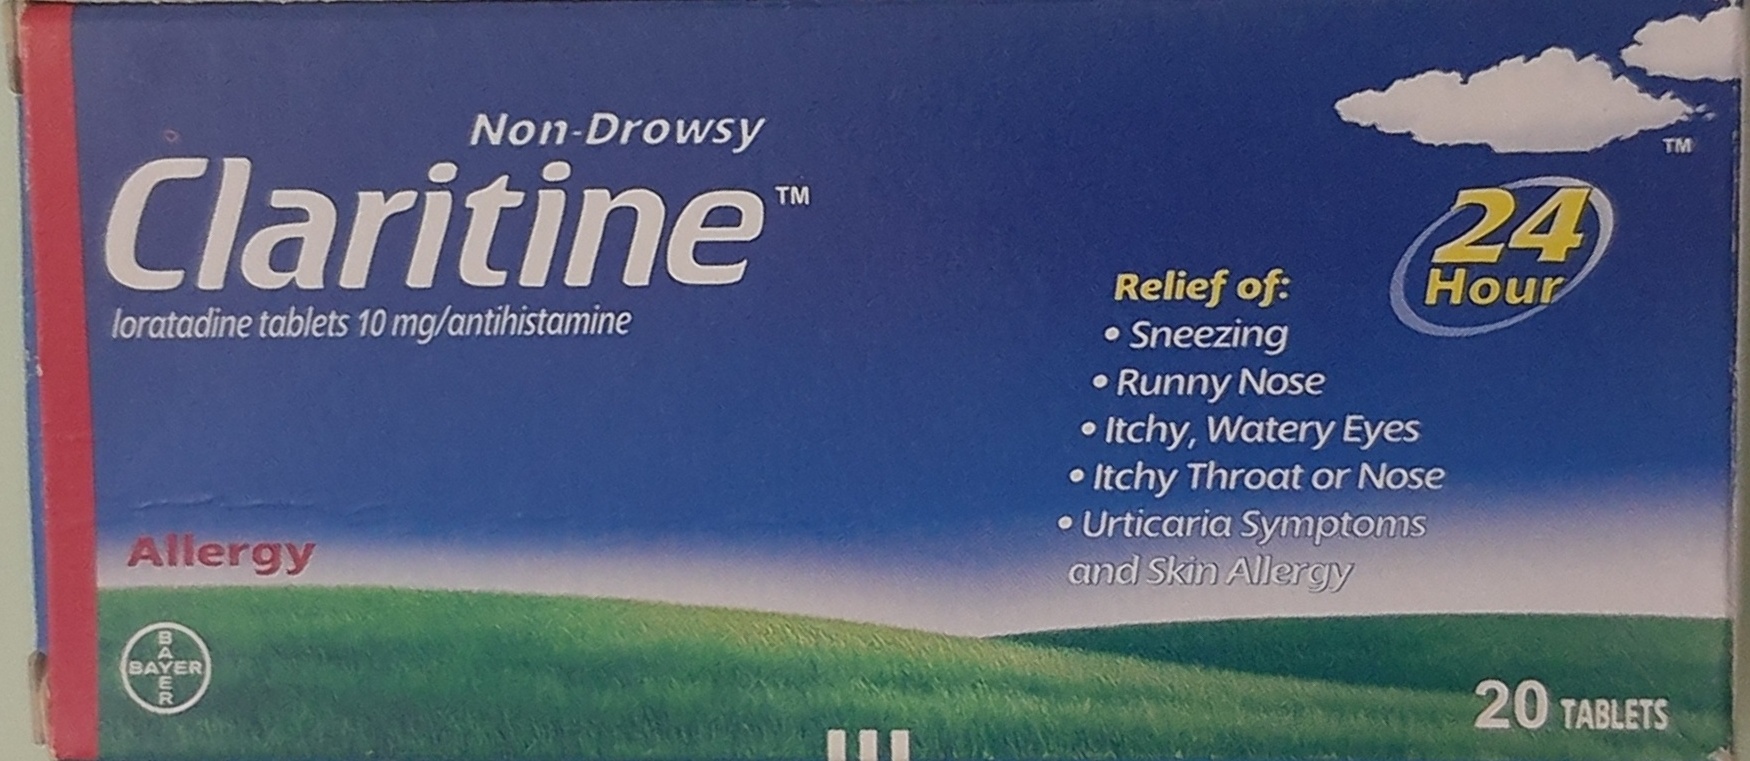 Non-Drowsy
Claritine™
loratadine tablets 10 mg/antihistamine
TM
24
Hour
Relief of:
• Sneezing
• Runny Nose
• Itchy, Watery Eyes
• Itchy Throat or Nose
• Urticaria Symptoms
and Skin Allergy
Allergy
BAYER
BAYER
20 TABLETS